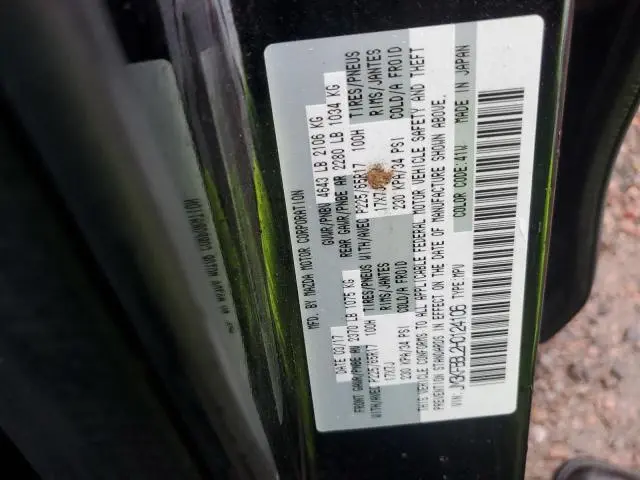 MFD. BY MAZDA MOTOR CORPORATION
DATE 03/17 GVWR/PNBV 4643 LB 2106 KG
FRONT GAWR/PNBE AV 2370 LB 1075 KG REAR GAWR/PNBE AR 2280 LB 1034 KG
WITH/AVEC P225/65R17 100H TIRES/PNEUS WITH/AVEC P225/65R17 100H TIRES/PNEUS
17X7J RIMS/JANTES 17X7J RIMS/JANTES
230 KPA/34 PSI COLD/A FROID 230 KPA/34 PSI COLD/A FROID
THIS VEHICLE CONFORMS TO ALL APPLICABLE FEDERAL MOTOR VEHICLE SAFETY AND THEFT
PREVENTION STANDARDS IN EFFECT ON THE DATE OF MANUFACTURE SHOWN ABOVE.
VIN: JM3KFBBL2H0124105 TYPE:MPV COLOR CODE:41W MADE IN JAPAN